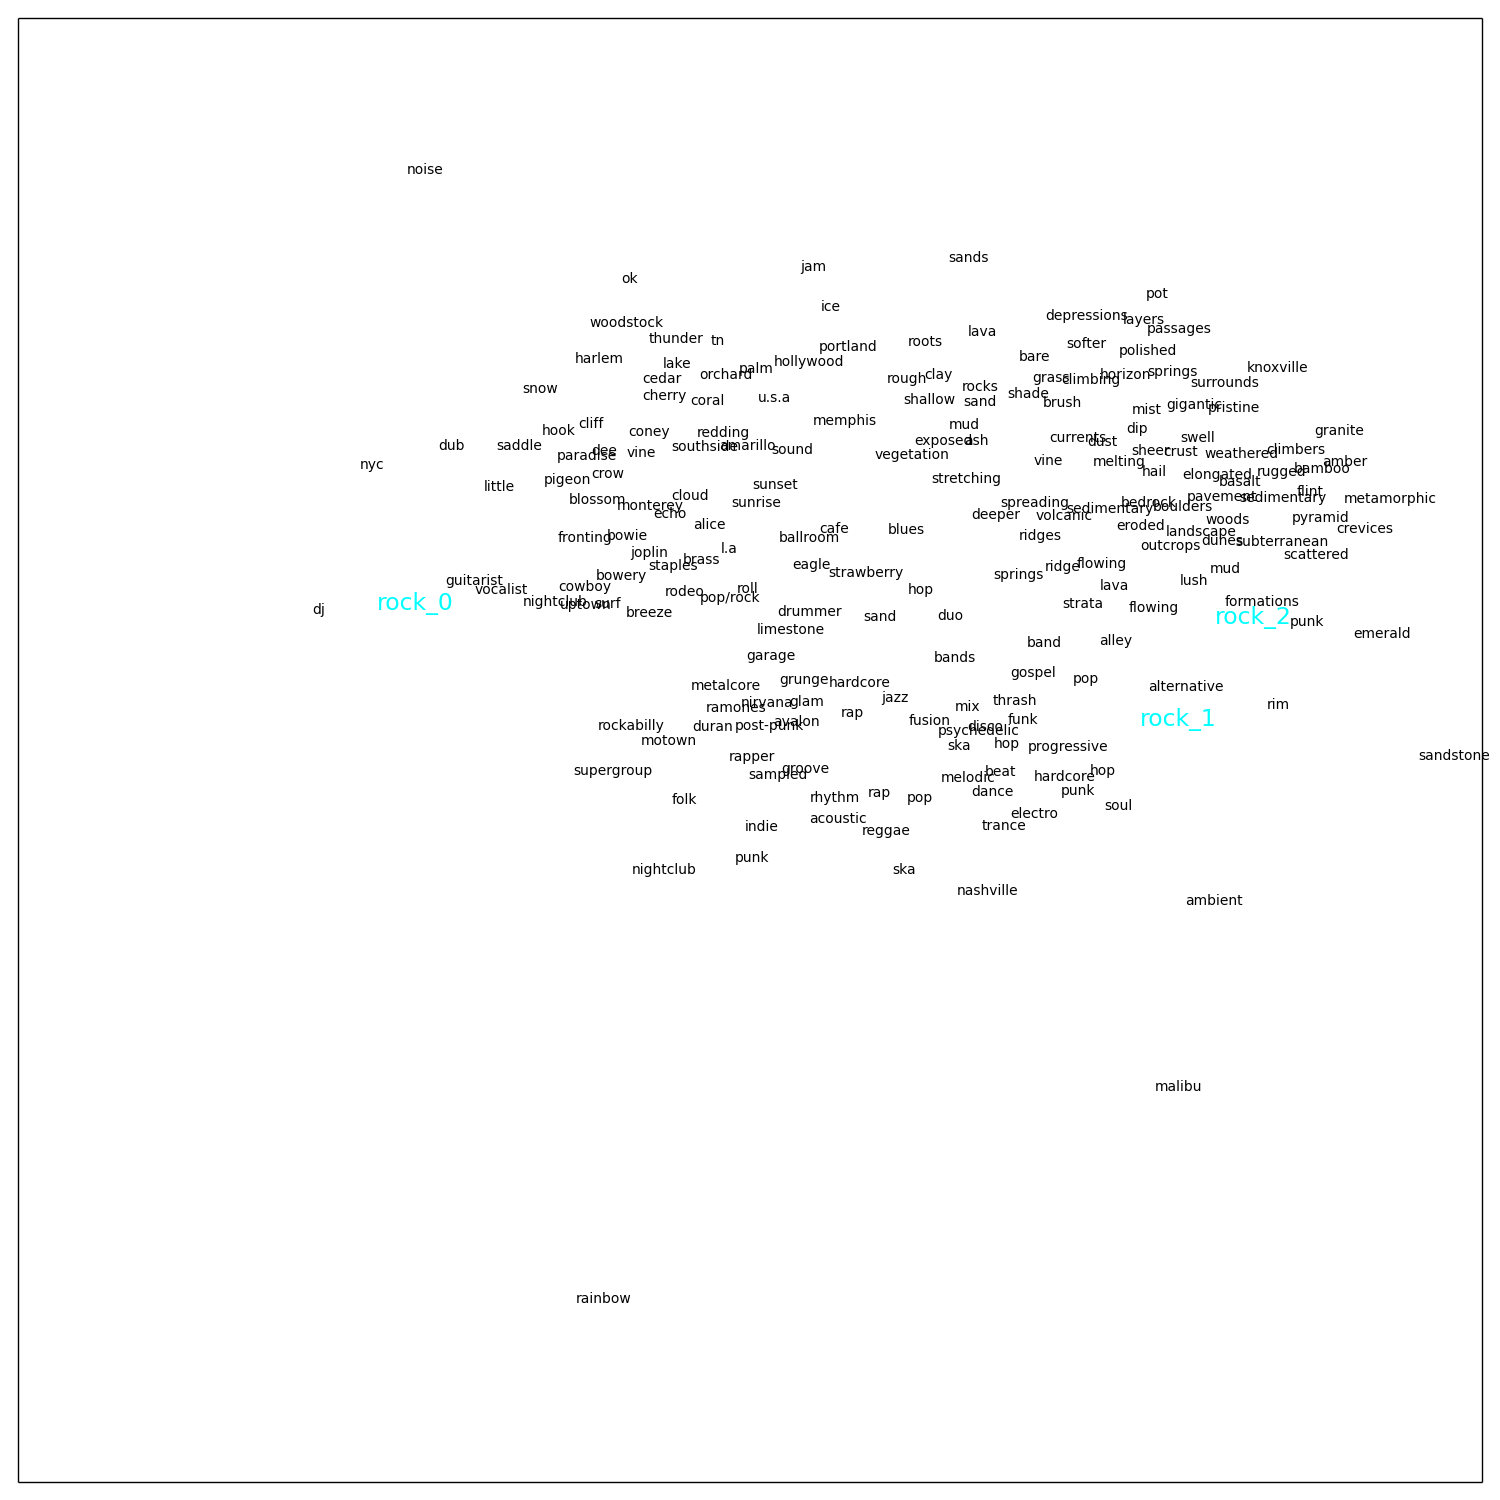 noise
sands
jam
ok
pot
ice
depressions
layers
woodstock
passages
lava
thunder
tn
roots
softer
portland
polished
bare
harlem
hollywood
lake
palm
knoxville
springs
orchard
clay
horizon
cedar
rough
grass
climbing
surrounds
rocks
snow
shade
cherry
u.s.a
shallow
coral
sand
brush
gigantic
pristine
mist
memphis
cliff
mud
dip
hook
coney
redding
granite
currents
swell
exposed
ash
dust
dub
saddle
southside
amarillo
sound
dee
vine
sheer
crust
climbers
paradise
vegetation
weathered
nyc
vine
melting
amber
bamboo
hail
rugged
crow
elongated
pigeon
stretching
basalt
little
sunset
flint
cloud
pavement
sedimentary
metamorphic
blossom
sunrise
spreading
bedrock
monterey
boulders
sedimentary
echo
deeper
volcanic
pyramid
woods
alice
eroded
cafe
blues
crevices
landscape
bowie
fronting
ballroom
ridges
dunes
subterranean
outcrops
l.a
joplin
scattered
brass
staples
eagle
ridge
flowing
mud
strawberry
springs
bowery
guitarist
lush
cowboy
lava
vocalist
roll
hop
rodeo
pop/rock
nightclub
uptown
surf
rock_0
strata
formations
dj
flowing
breeze
drummer
sand
duo
rock_2
punk
limestone
emerald
band
alley
garage
bands
gospel
pop
grunge
hardcore
metalcore
alternative
jazz
thrash
nirvana
glam
rim
ramones
mix
rap
rock_1
fusion
funk
avalon
rockabilly
duran
post-punk
disco
psychedelic
motown
hop
ska
progressive
rapper
sandstone
groove
supergroup
sampled
beat
hop
melodic
hardcore
dance
punk
rap
rhythm
pop
folk
soul
electro
acoustic
trance
indie
reggae
punk
nightclub
ska
nashville
ambient
malibu
rainbow